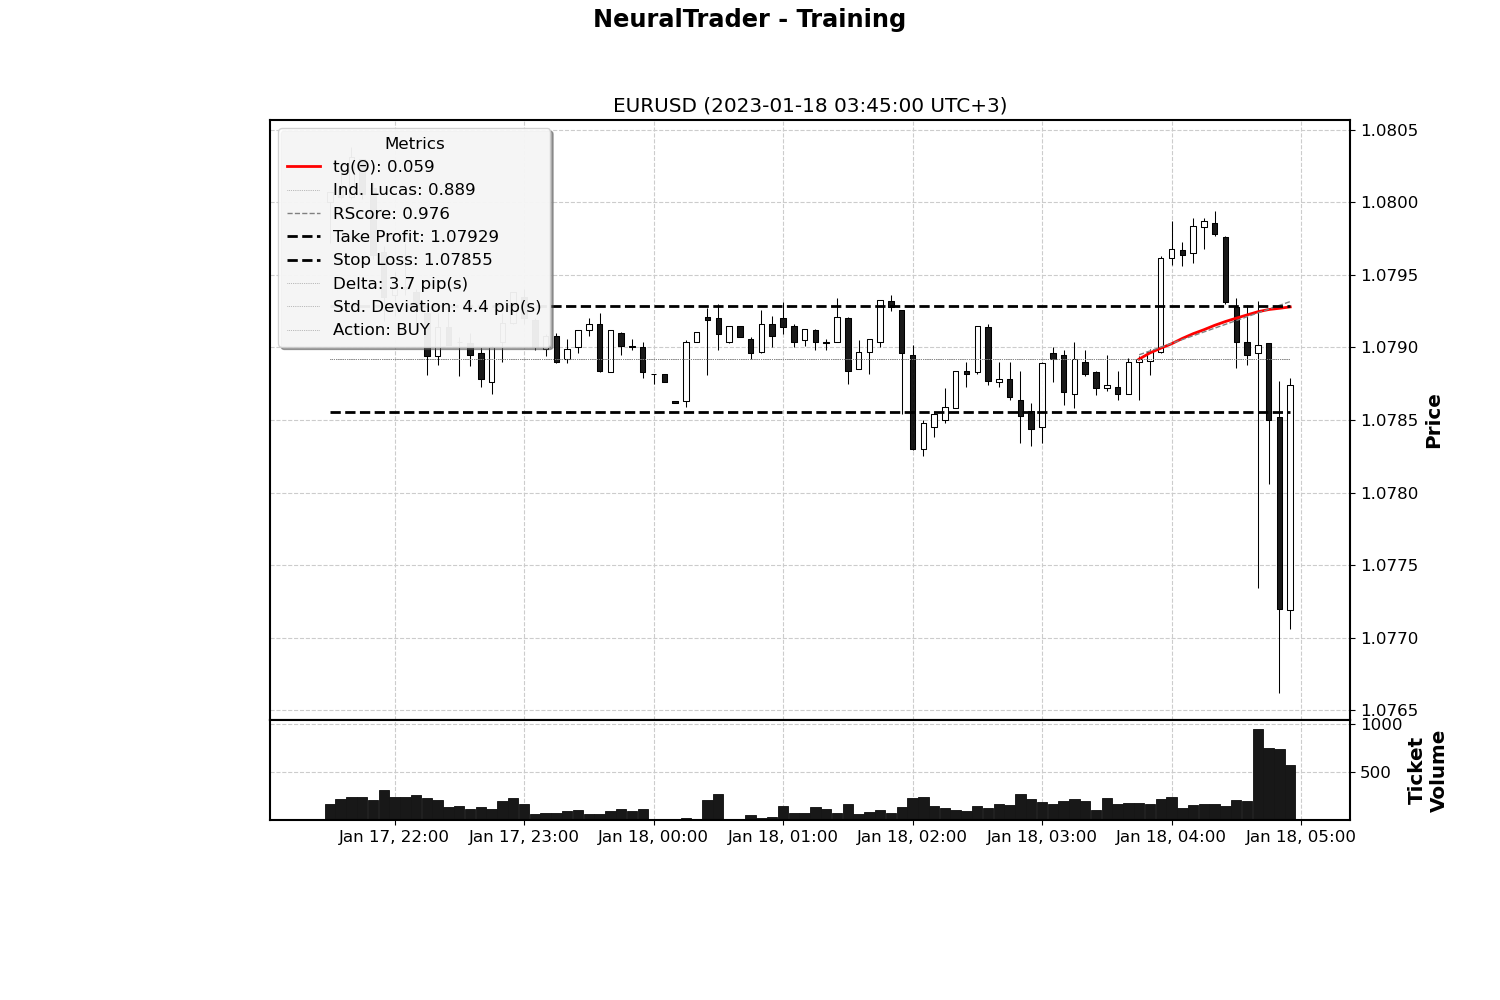 NeuralTrader - Training
EURUSD (2023-01-18 03:45:00 UTC+3)
Metrics
tg(Θ): 0.059
Ind. Lucas: 0.889
RScore: 0.976
Take Profit: 1.07929
Stop Loss: 1.07855
Delta: 3.7 pip(s)
Std. Deviation: 4.4 pip(s)
Action: BUY
1.0805
1.0800
1.0795
1.0790
1.0785
1.0780
1.0775
1.0770
1.0765
Price
1000
500
Ticket
Volume
Jan 17, 22:00
Jan 17, 23:00
Jan 18, 00:00
Jan 18, 01:00
Jan 18, 02:00
Jan 18, 03:00
Jan 18, 04:00
Jan 18, 05:00